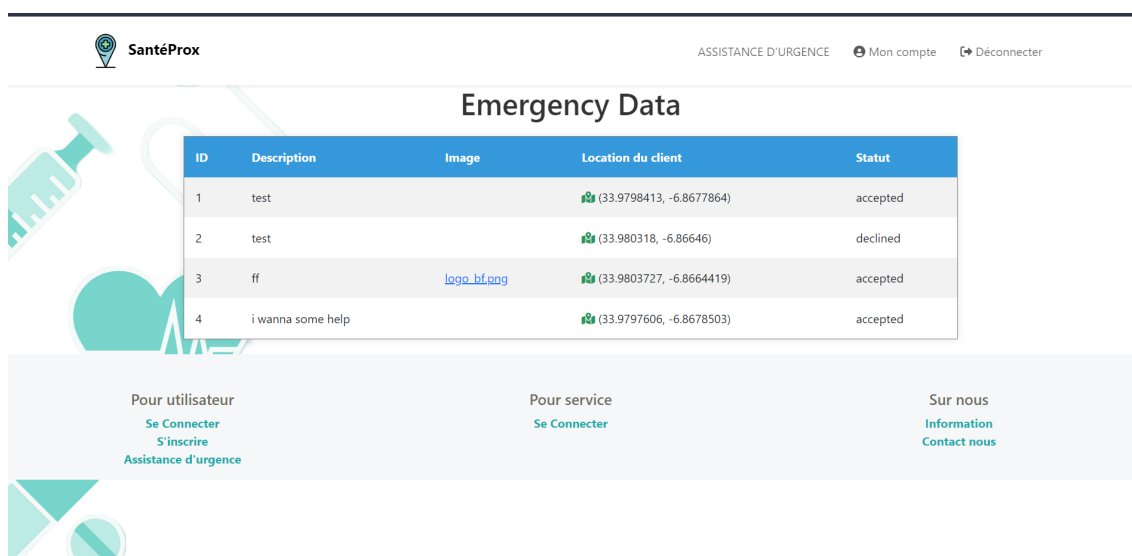 SantéProx ASSISTANCE D'URGENCE Mon compte Déconnecter
Emergency Data
ID Description Image Location du client Statut
1 test (33.9798413, -6.8677864) accepted
2 test (33.980318, -6.86646) declined
3 ff logo_bf.png (33.9803727, -6.8664419) accepted
4 i wanna some help (33.9797606, -6.8678503) accepted
Pour utilisateur Pour service Sur nous
Se Connecter Se Connecter Information
S'inscrire Contact nous
Assistance d'urgence